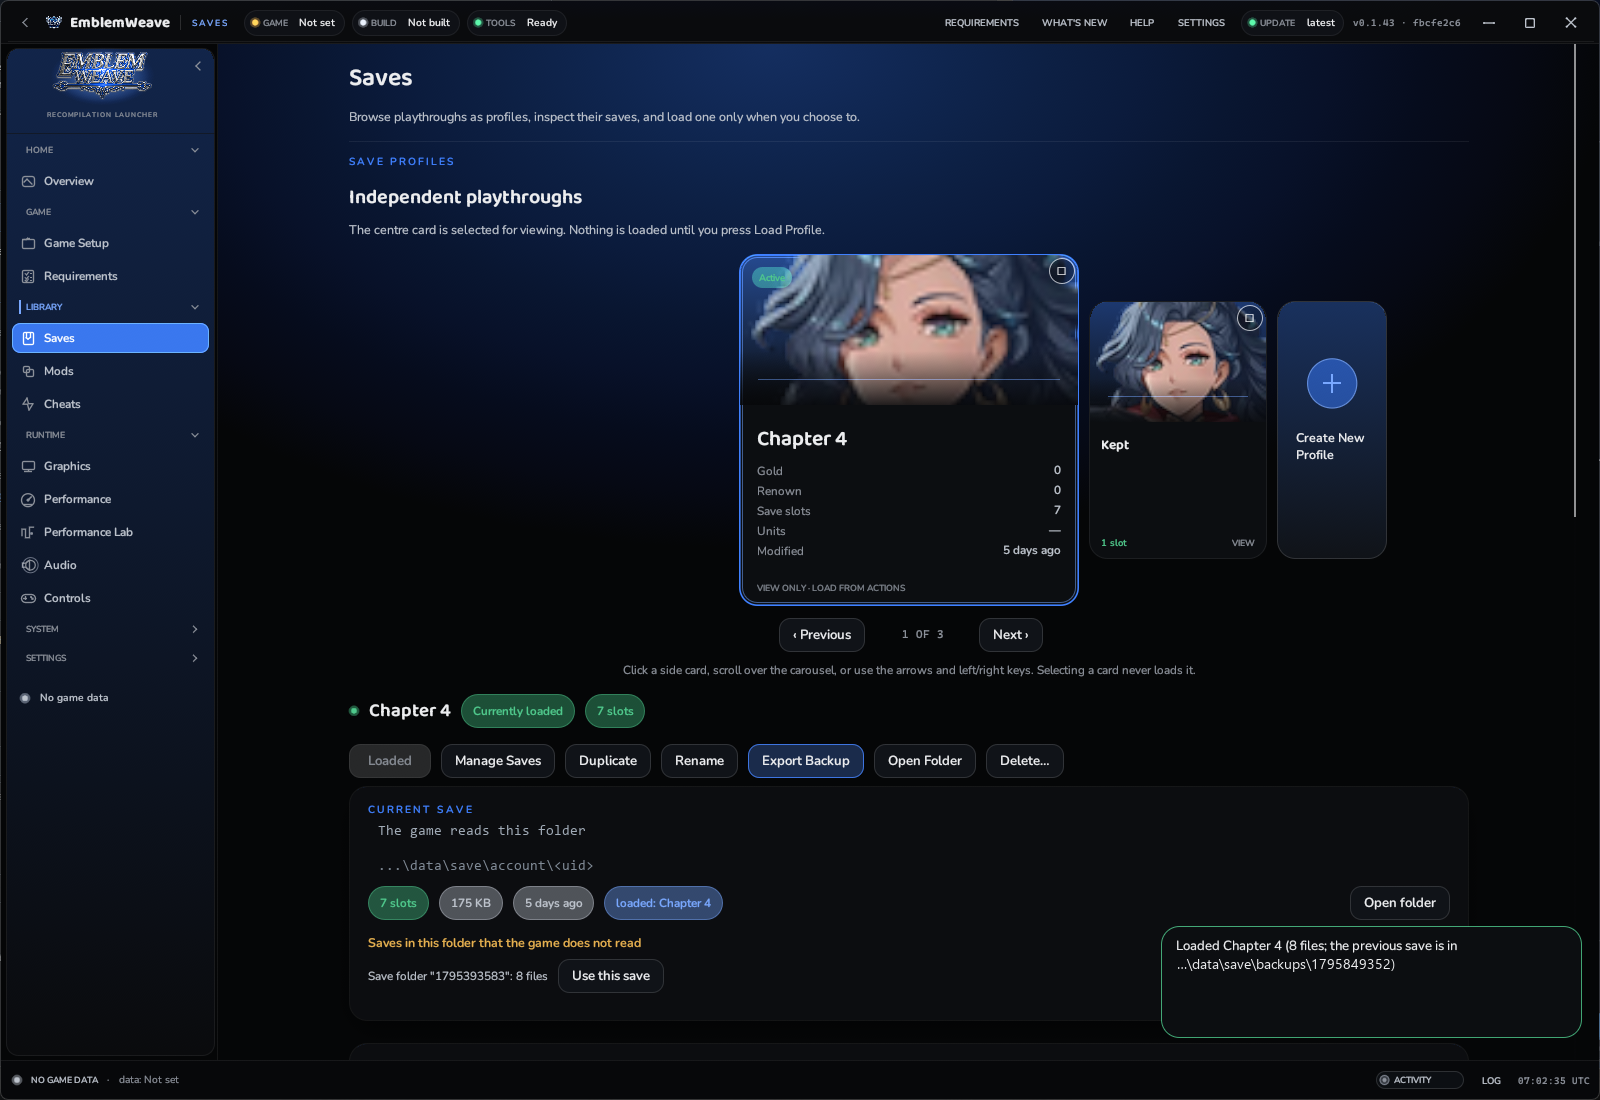 EmblemWeave
SAVES
GAME Not set
BUILD Not built
TOOLS Ready
REQUIREMENTS
WHAT'S NEW
HELP
SETTINGS
UPDATE latest
v0.1.43 · fbcfe2c6
EMBLEM
WEAVE
RECOMPILATION LAUNCHER
HOME
Overview
GAME
Game Setup
Requirements
LIBRARY
Saves
Mods
Cheats
RUNTIME
Graphics
Performance
Performance Lab
Audio
Controls
SYSTEM
SETTINGS
No game data
Saves
Browse playthroughs as profiles, inspect their saves, and load one only when you choose to.
SAVE PROFILES
Independent playthroughs
The centre card is selected for viewing. Nothing is loaded until you press Load Profile.
Active
Chapter 4
Gold 0
Renown 0
Save slots 7
Units —
Modified 5 days ago
VIEW ONLY · LOAD FROM ACTIONS
Kept
1 slot VIEW
Create New
Profile
‹ Previous
1 OF 3
Next ›
Click a side card, scroll over the carousel, or use the arrows and left/right keys. Selecting a card never loads it.
Chapter 4 Currently loaded 7 slots
Loaded Manage Saves Duplicate Rename Export Backup Open Folder Delete...
CURRENT SAVE
The game reads this folder
...\data\save\account\<uid>
7 slots 175 KB 5 days ago loaded: Chapter 4 Open folder
Saves in this folder that the game does not read
Save folder "1795393583": 8 files Use this save
Loaded Chapter 4 (8 files; the previous save is in
...\data\save\backups\1795849352)
NO GAME DATA · data: Not set
ACTIVITY LOG 07:02:35 UTC